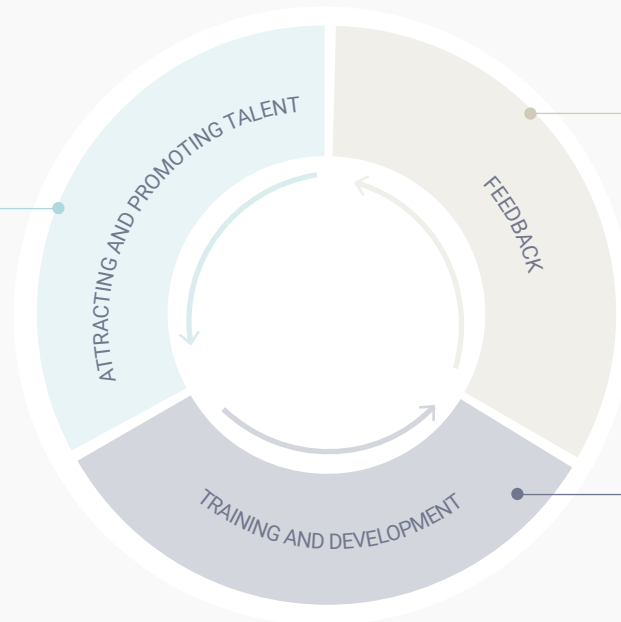 ATTRACTING AND PROMOTING TALENT
FEEDBACK
TRAINING AND DEVELOPMENT